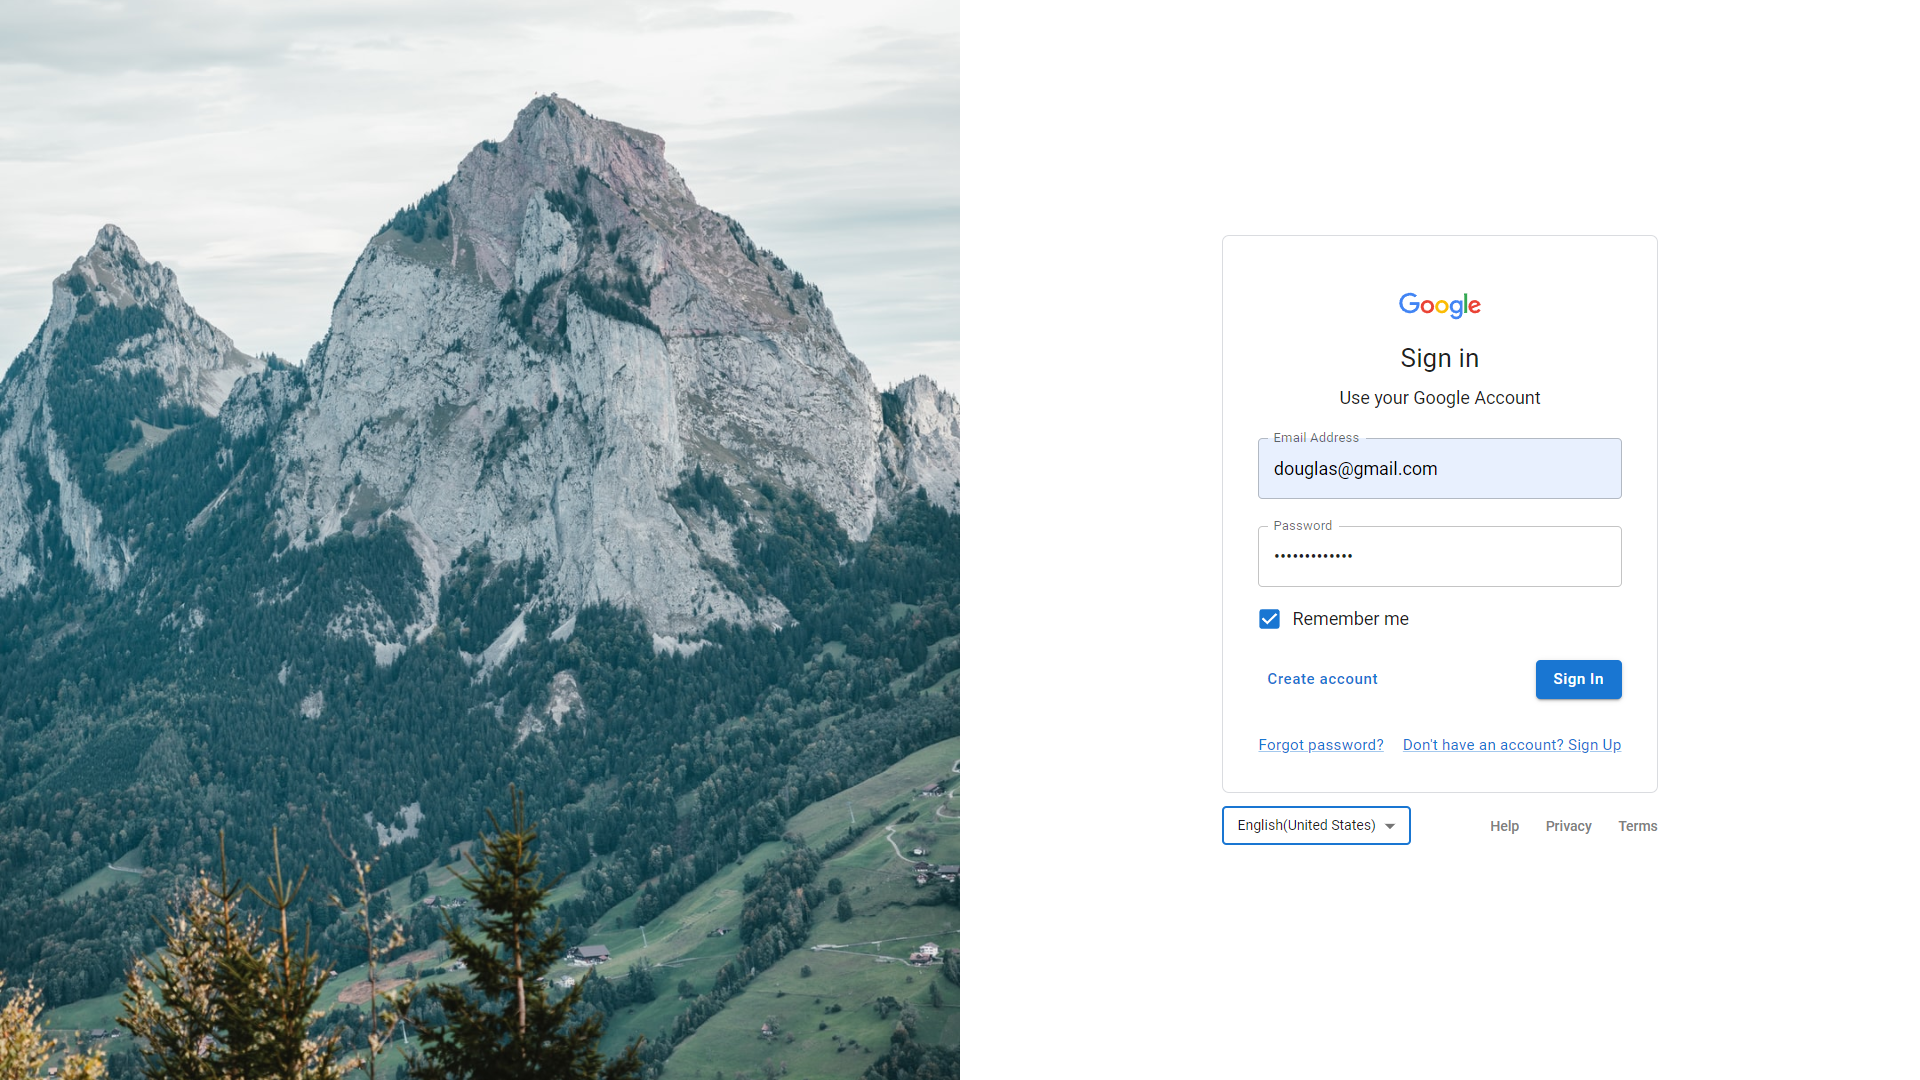 Google
Sign in
Use your Google Account
Email Address
douglas@gmail.com
Password
•••••••••••••
Remember me
Create account
Sign In
Forgot password? Don't have an account? Sign Up
English(United States) Help Privacy Terms